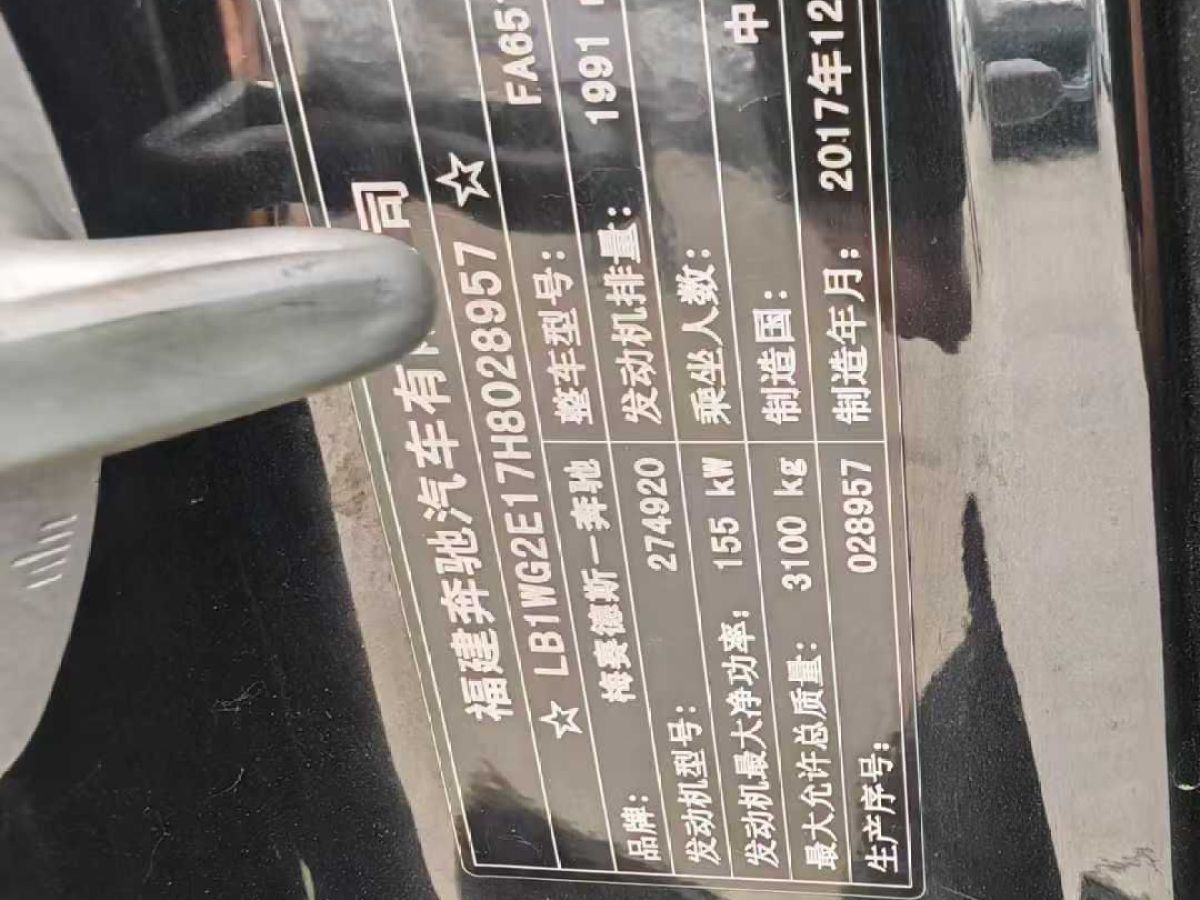 福建奔驰汽车有 司
☆ LB1WG2E17H8028957 ☆
品牌: 梅赛德斯一奔驰 整车型号: FA65
发动机型号: 274920 发动机排量: 1991
发动机最大净功率: 155 kW 乘坐人数:
最大允许总质量: 3100 kg 制造国: 中
生产序号: 028957 制造年月: 2017年12